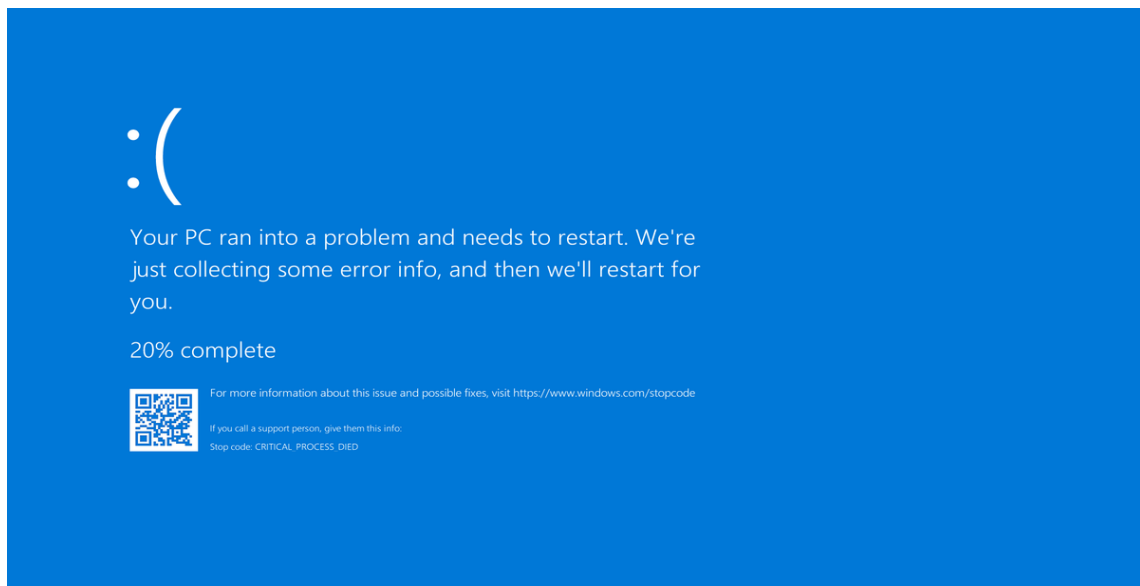 :(
Your PC ran into a problem and needs to restart. We're
just collecting some error info, and then we'll restart for
you.
20% complete
For more information about this issue and possible fixes, visit https://www.windows.com/stopcode
If you call a support person, give them this info:
Stop code: CRITICAL_PROCESS_DIED